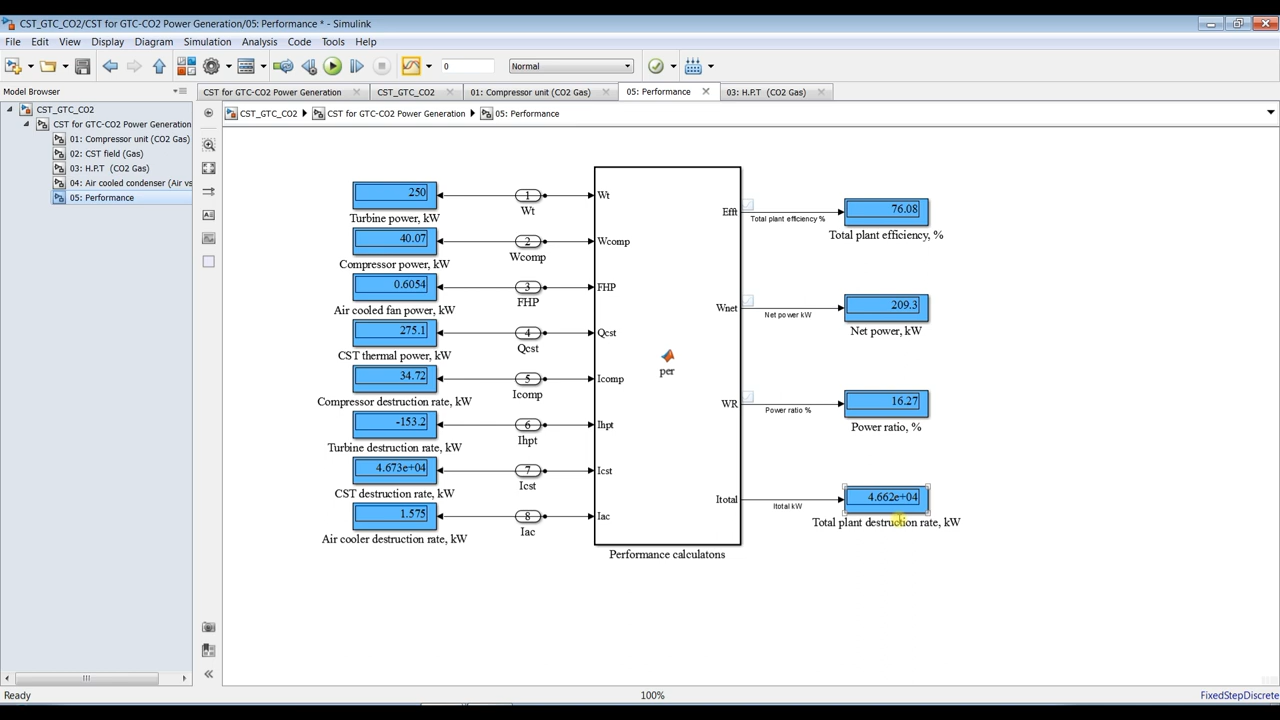 CST_GTC_CO2/CST for GTC-CO2 Power Generation/05: Performance * - Simulink
File Edit View Display Diagram Simulation Analysis Code Tools Help
0 Normal
Model Browser
CST for GTC-CO2 Power Generation CST_GTC_CO2 01: Compressor unit (CO2 Gas) 05: Performance 03: H.P.T (CO2 Gas)
CST_GTC_CO2 CST for GTC-CO2 Power Generation 05: Performance
CST_GTC_CO2
CST for GTC-CO2 Power Generation
01: Compressor unit (CO2 Gas)
02: CST field (Gas)
03: H.P.T (CO2 Gas)
04: Air cooled condenser (Air vs
05: Performance
250
Turbine power, kW
1
Wt
Wt
40.07
Compressor power, kW
2
Wcomp
Wcomp
0.6054
Air cooled fan power, kW
3
FHP
FHP
275.1
CST thermal power, kW
4
Qcst
Qcst
34.72
Compressor destruction rate, kW
5
Icomp
Icomp
-153.2
Turbine destruction rate, kW
6
Ihpt
Ihpt
4.673e+04
CST destruction rate, kW
7
Icst
Icst
1.575
Air cooler destruction rate, kW
8
Iac
Iac
per
Performance calculatons
Efft
Total plant efficiency %
76.08
Total plant efficiency, %
Wnet
Net power kW
209.3
Net power, kW
WR
Power ratio %
16.27
Power ratio, %
Itotal
Itotal kW
4.662e+04
Total plant destruction rate, kW
Ready 100% FixedStepDiscrete